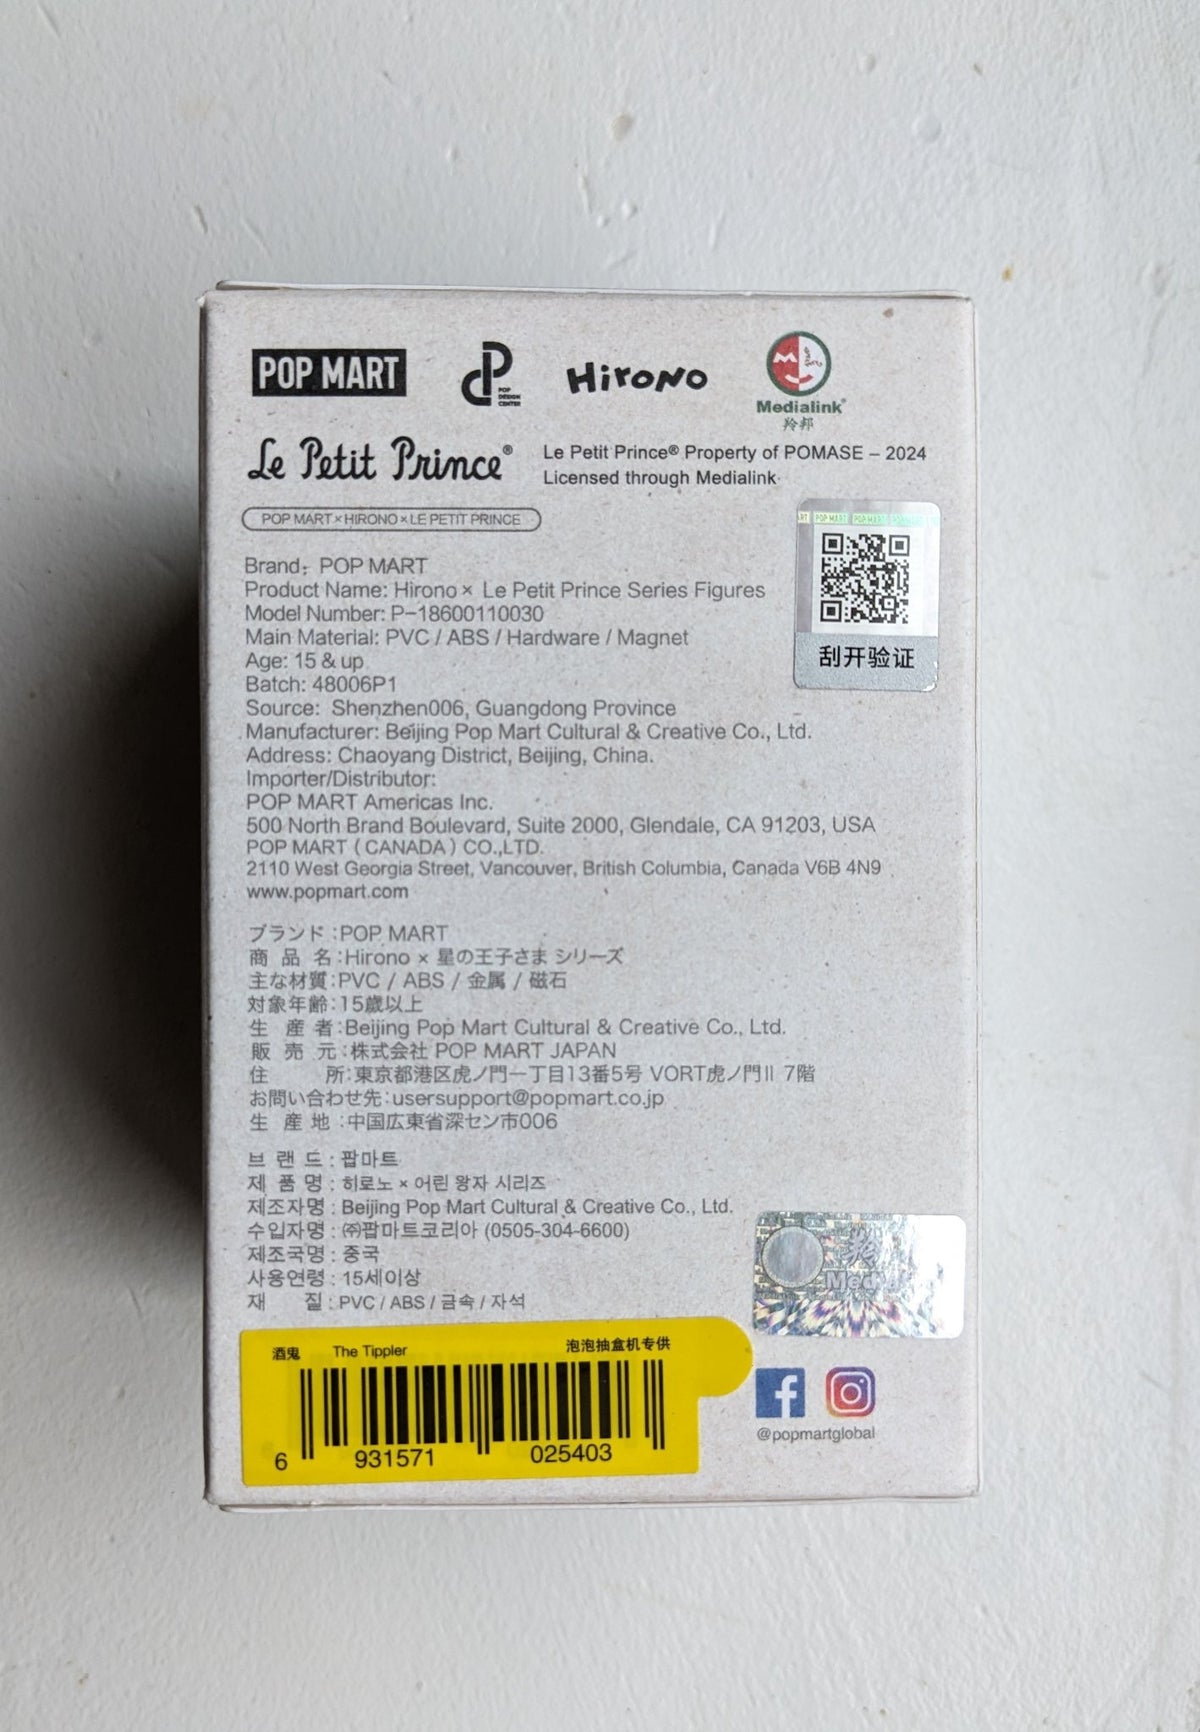 POP MART
POP DESIGN CENTER
Hirono
Medialink®
羚邦
Le Petit Prince®
Le Petit Prince® Property of POMASE – 2024
Licensed through Medialink
POP MART×HIRONO×LE PETIT PRINCE
POP MART POP MART
刮开验证
Brand: POP MART
Product Name: Hirono × Le Petit Prince Series Figures
Model Number: P-18600110030
Main Material: PVC / ABS / Hardware / Magnet
Age: 15 & up
Batch: 48006P1
Source: Shenzhen006, Guangdong Province
Manufacturer: Beijing Pop Mart Cultural & Creative Co., Ltd.
Address: Chaoyang District, Beijing, China.
Importer/Distributor:
POP MART Americas Inc.
500 North Brand Boulevard, Suite 2000, Glendale, CA 91203, USA
POP MART ( CANADA ) CO.,LTD.
2110 West Georgia Street, Vancouver, British Columbia, Canada V6B 4N9
www.popmart.com
ブランド:POP MART
商 品 名:Hirono × 星の王子さま シリーズ
主な材質:PVC / ABS / 金属 / 磁石
対象年齢:15歳以上
生 産 者:Beijing Pop Mart Cultural & Creative Co., Ltd.
販 売 元:株式会社 POP MART JAPAN
住 所:東京都港区虎ノ門一丁目13番5号 VORT虎ノ門II 7階
お問い合わせ先:usersupport@popmart.co.jp
生 産 地:中国広東省深セン市006
브 랜 드 : 팝마트
제 품 명 : 히로노 × 어린 왕자 시리즈
제조자명 : Beijing Pop Mart Cultural & Creative Co., Ltd.
수입자명 : ㈜팝마트코리아 (0505-304-6600)
제조국명 : 중국
사용연령 : 15세이상
재 질 : PVC / ABS / 금속 / 자석
酒鬼 The Tippler 泡泡抽盒机专供
6 931571 025403
@popmartglobal